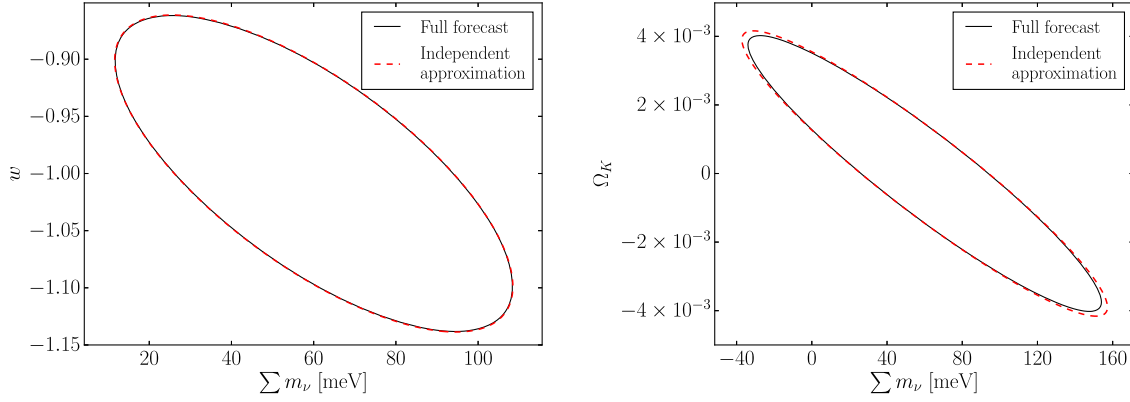 Full forecast
Independent
approximation
−0.90
−0.95
−1.00
−1.05
−1.10
−1.15
w
20 40 60 80 100
∑ mν [meV]
Full forecast
Independent
approximation
4 × 10⁻³
2 × 10⁻³
0
−2 × 10⁻³
−4 × 10⁻³
Ω_K
−40 0 40 80 120 160
∑ mν [meV]